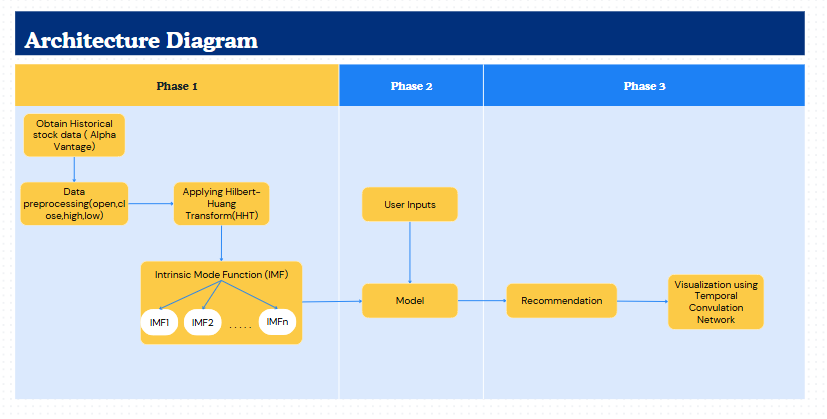 Architecture Diagram
Phase 1
Phase 2
Phase 3
Obtain Historical
stock data ( Alpha
Vantage)
Data
preprocessing(open,cl
ose,high,low)
Applying Hilbert-
Huang
Transform(HHT)
Intrinsic Mode Function (IMF)
IMF1
IMF2
. . . . .
IMFn
User Inputs
Model
Recommendation
Visualization using
Temporal
Convulation
Network